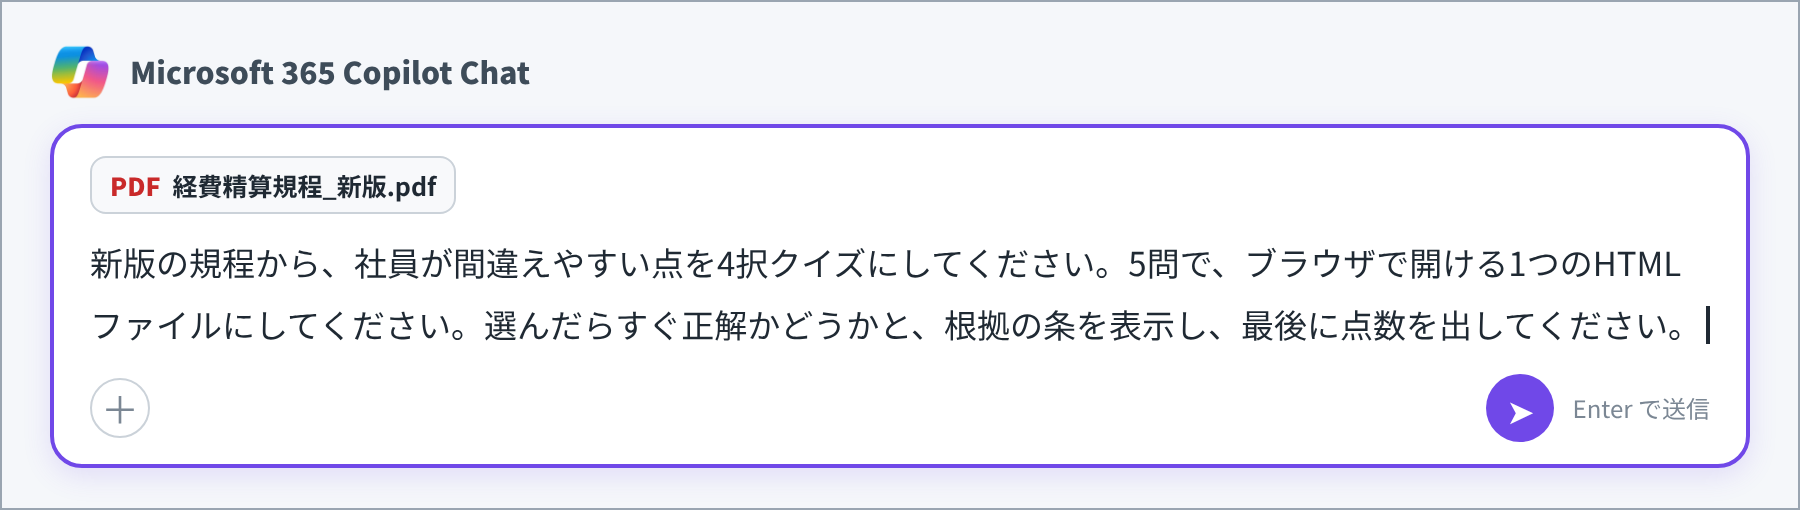 Microsoft 365 Copilot Chat
PDF 経費精算規程_新版.pdf
新版の規程から、社員が間違えやすい点を4択クイズにしてください。5問で、ブラウザで開ける1つのHTML
ファイルにしてください。選んだらすぐ正解かどうかと、根拠の条を表示し、最後に点数を出してください。
Enter で送信